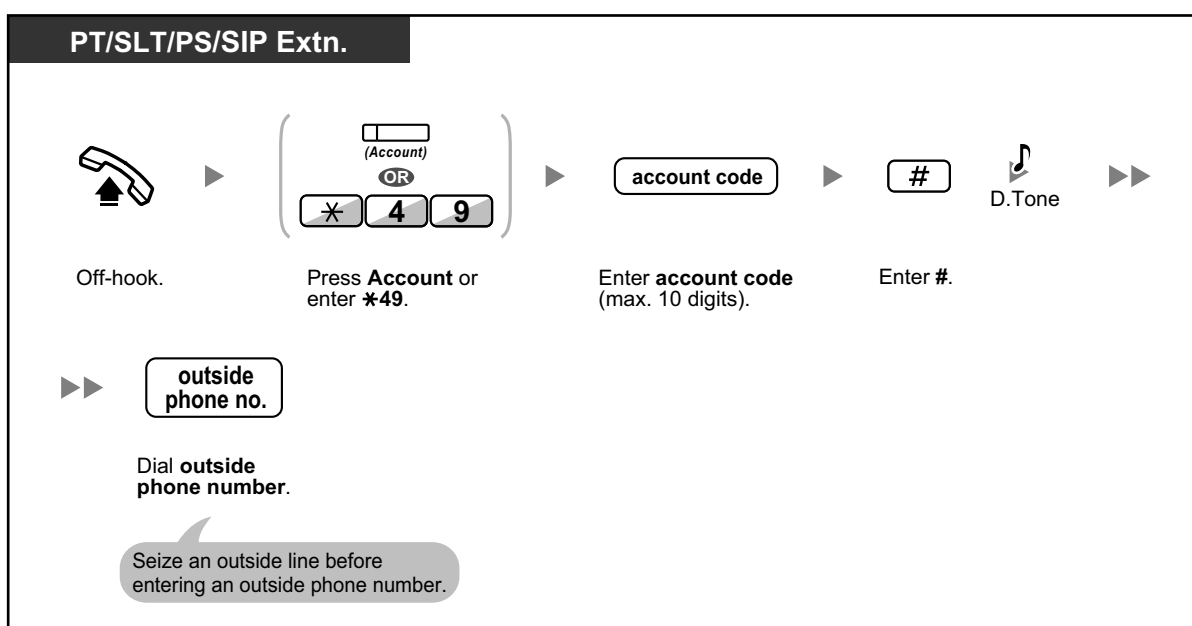 PT/SLT/PS/SIP Extn.
(Account)
OR
✳ 4 9
account code
#
D.Tone
Off-hook.
Press Account or
enter ✳49.
Enter account code
(max. 10 digits).
Enter #.
outside
phone no.
Dial outside
phone number.
Seize an outside line before
entering an outside phone number.